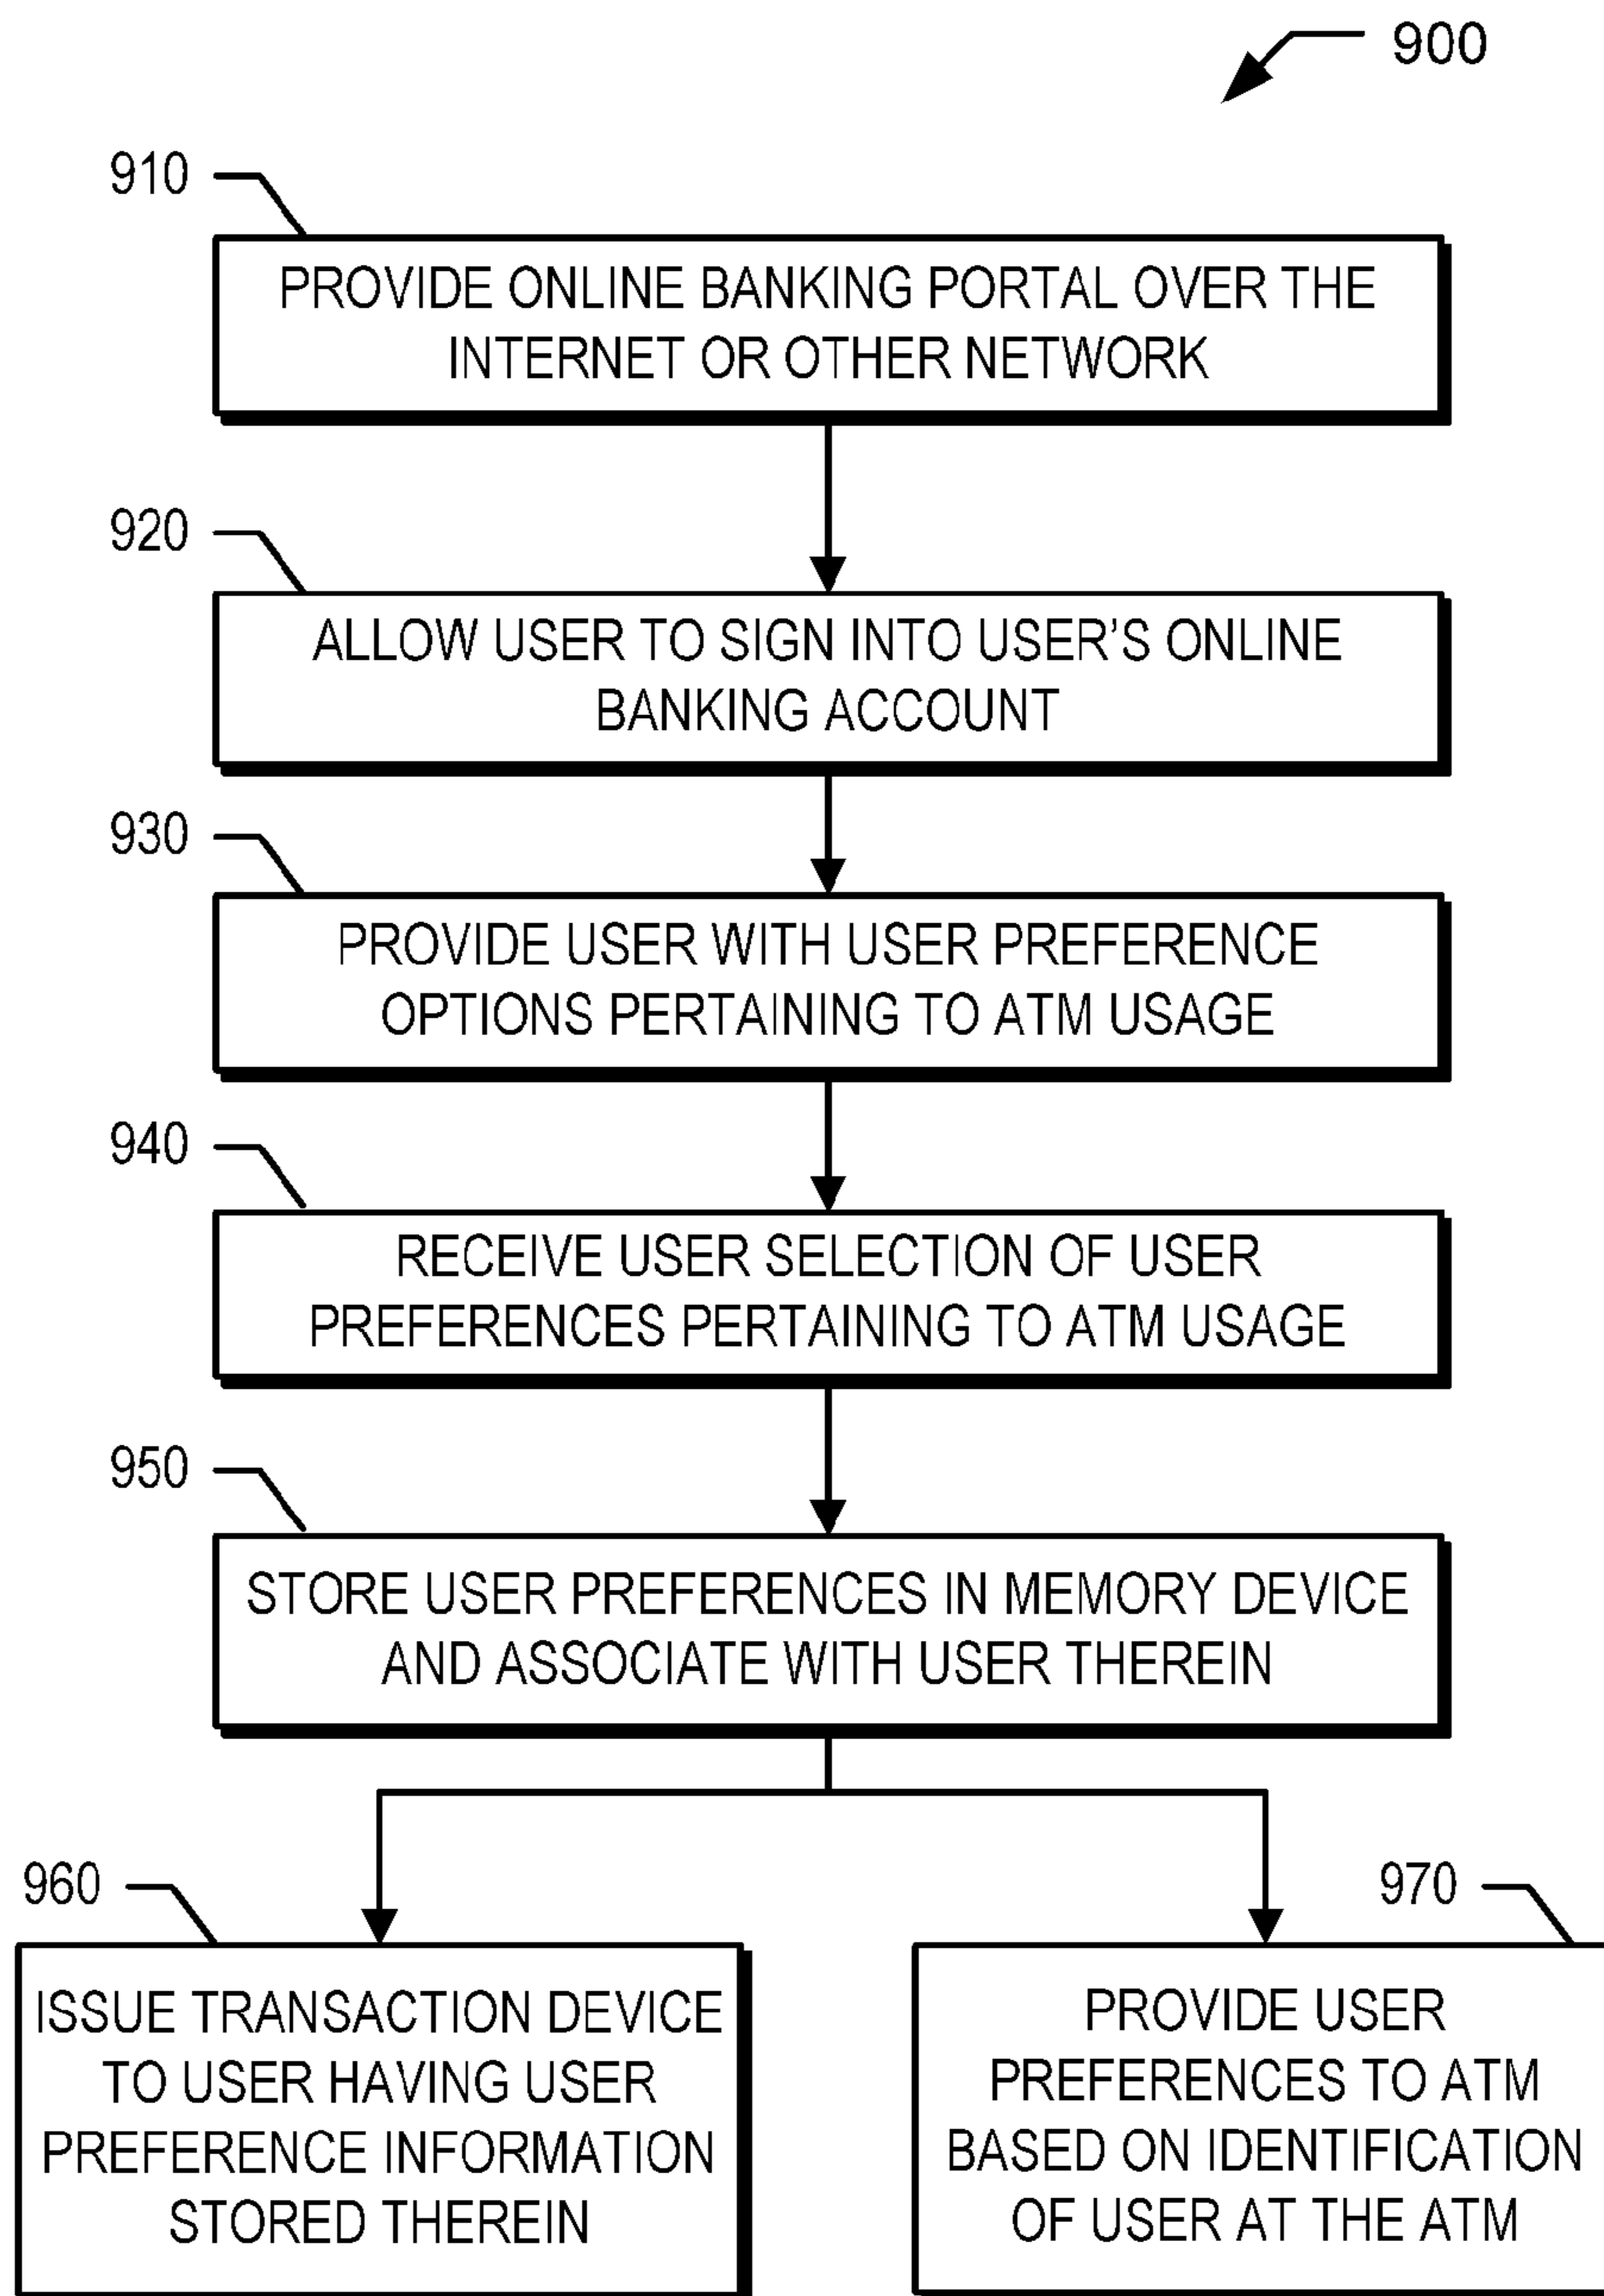 900
910
PROVIDE ONLINE BANKING PORTAL OVER THE
INTERNET OR OTHER NETWORK
920
ALLOW USER TO SIGN INTO USER'S ONLINE
BANKING ACCOUNT
930
PROVIDE USER WITH USER PREFERENCE
OPTIONS PERTAINING TO ATM USAGE
940
RECEIVE USER SELECTION OF USER
PREFERENCES PERTAINING TO ATM USAGE
950
STORE USER PREFERENCES IN MEMORY DEVICE
AND ASSOCIATE WITH USER THEREIN
960
ISSUE TRANSACTION DEVICE
TO USER HAVING USER
PREFERENCE INFORMATION
STORED THEREIN
970
PROVIDE USER
PREFERENCES TO ATM
BASED ON IDENTIFICATION
OF USER AT THE ATM